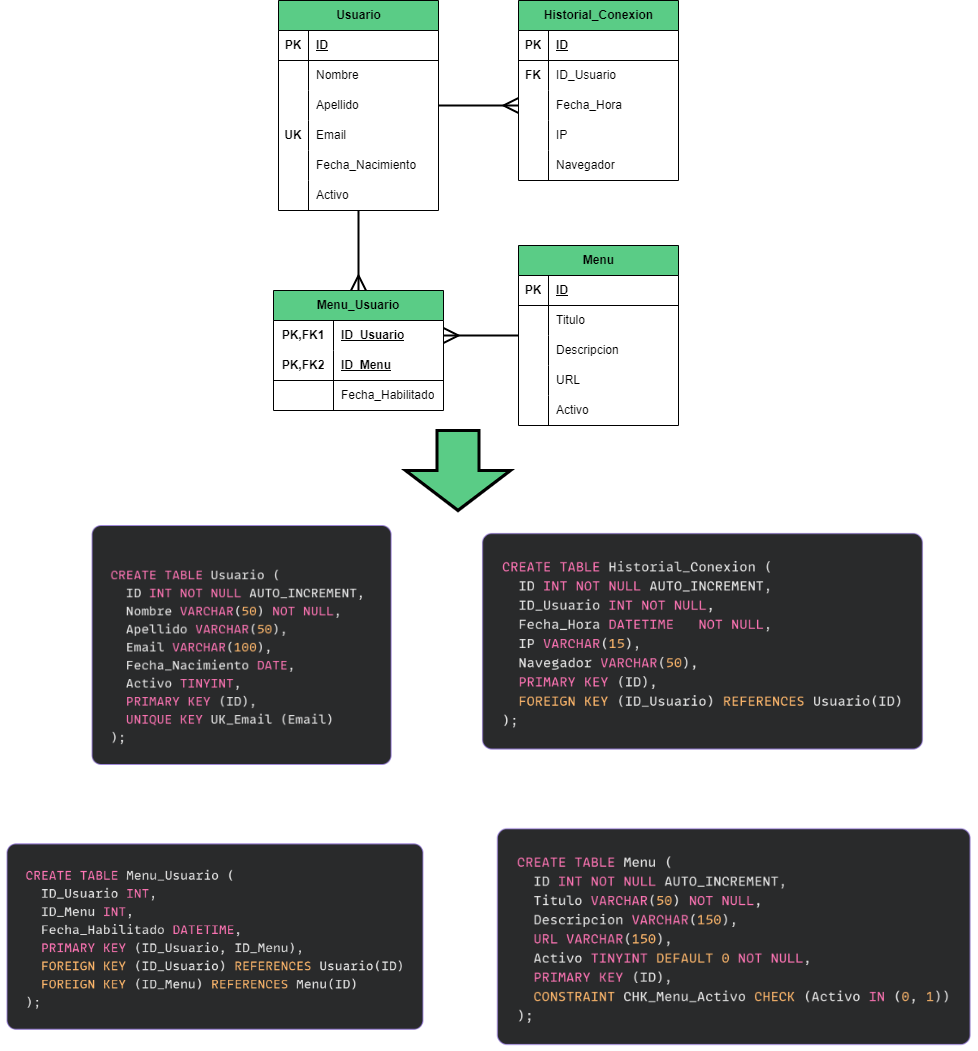 Usuario
PK ID
Nombre
Apellido
UK Email
Fecha_Nacimiento
Activo
Historial_Conexion
PK ID
FK ID_Usuario
Fecha_Hora
IP
Navegador
Menu_Usuario
PK,FK1 ID_Usuario
PK,FK2 ID_Menu
Fecha_Habilitado
Menu
PK ID
Titulo
Descripcion
URL
Activo
CREATE TABLE Usuario (
  ID INT NOT NULL AUTO_INCREMENT,
  Nombre VARCHAR(50) NOT NULL,
  Apellido VARCHAR(50),
  Email VARCHAR(100),
  Fecha_Nacimiento DATE,
  Activo TINYINT,
  PRIMARY KEY (ID),
  UNIQUE KEY UK_Email (Email)
);
CREATE TABLE Historial_Conexion (
  ID INT NOT NULL AUTO_INCREMENT,
  ID_Usuario INT NOT NULL,
  Fecha_Hora DATETIME   NOT NULL,
  IP VARCHAR(15),
  Navegador VARCHAR(50),
  PRIMARY KEY (ID),
  FOREIGN KEY (ID_Usuario) REFERENCES Usuario(ID)
);
CREATE TABLE Menu_Usuario (
  ID_Usuario INT,
  ID_Menu INT,
  Fecha_Habilitado DATETIME,
  PRIMARY KEY (ID_Usuario, ID_Menu),
  FOREIGN KEY (ID_Usuario) REFERENCES Usuario(ID)
  FOREIGN KEY (ID_Menu) REFERENCES Menu(ID)
);
CREATE TABLE Menu (
  ID INT NOT NULL AUTO_INCREMENT,
  Titulo VARCHAR(50) NOT NULL,
  Descripcion VARCHAR(150),
  URL VARCHAR(150),
  Activo TINYINT DEFAULT 0 NOT NULL,
  PRIMARY KEY (ID),
  CONSTRAINT CHK_Menu_Activo CHECK (Activo IN (0, 1))
);